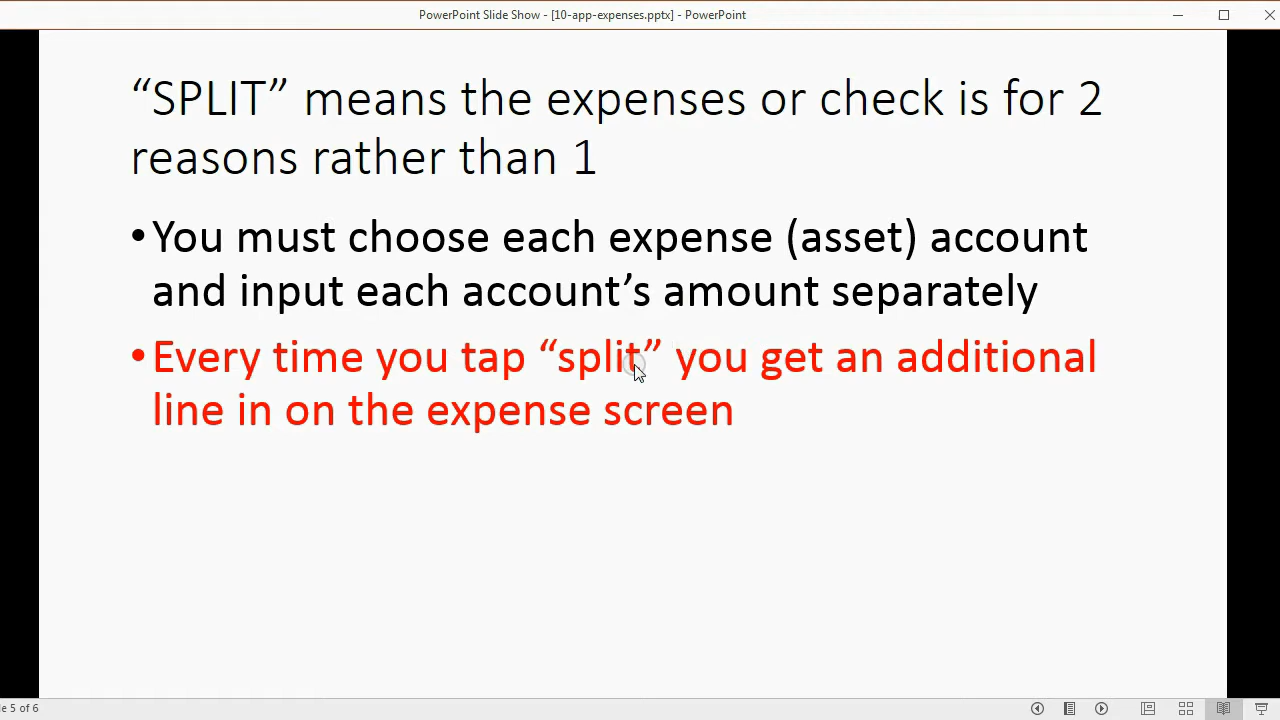 PowerPoint Slide Show - [10-app-expenses.pptx] - PowerPoint
“SPLIT” means the expenses or check is for 2
reasons rather than 1
•You must choose each expense (asset) account
and input each account’s amount separately
•Every time you tap “split” you get an additional
line in on the expense screen
le 5 of 6